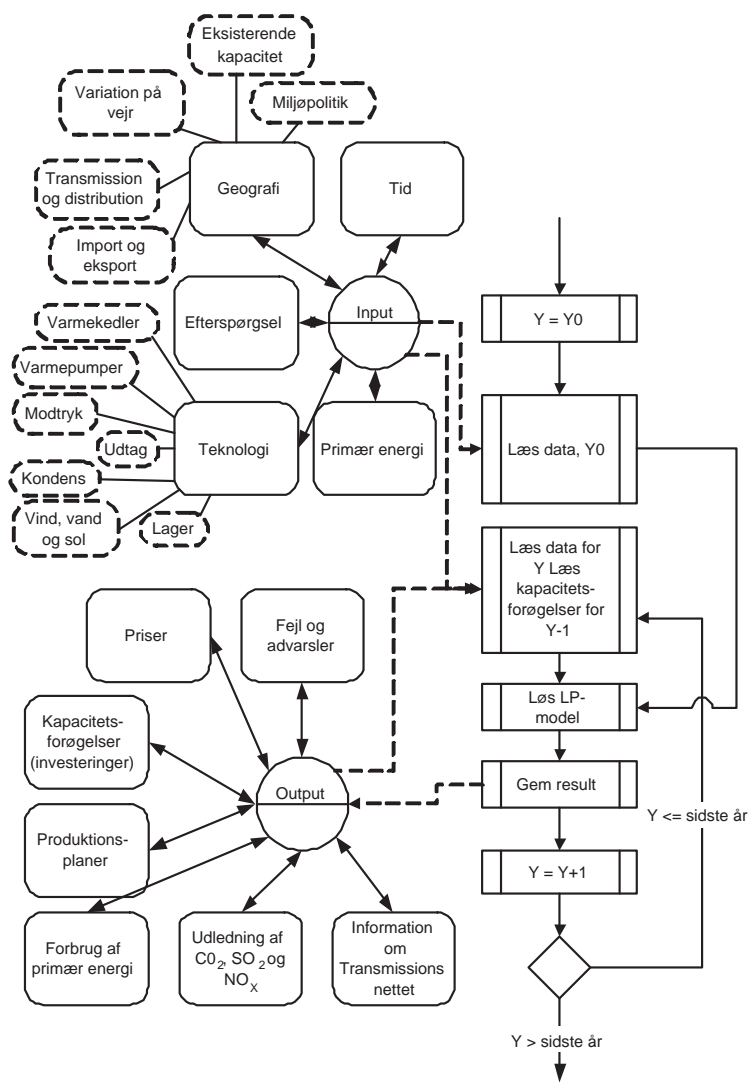 Eksisterende
kapacitet
Variation på
vejr
Miljøpolitik
Transmission
og distribution
Geografi
Tid
Import og
eksport
Efterspørgsel
Input
Y = Y0
Varmekedler
Varmepumper
Modtryk
Udtag
Kondens
Vind, vand
og sol
Lager
Teknologi
Primær energi
Læs data, Y0
Læs data for
Y Læs
kapacitets-
forøgelser for
Y-1
Priser
Fejl og
advarsler
Løs LP-
model
Kapacitets-
forøgelser
(investeringer)
Output
Gem result
Y <= sidste år
Produktions-
planer
Y = Y+1
Forbrug af
primær energi
Udledning af
C02, SO2 og
NOX
Information
om
Transmissions
nettet
Y > sidste år